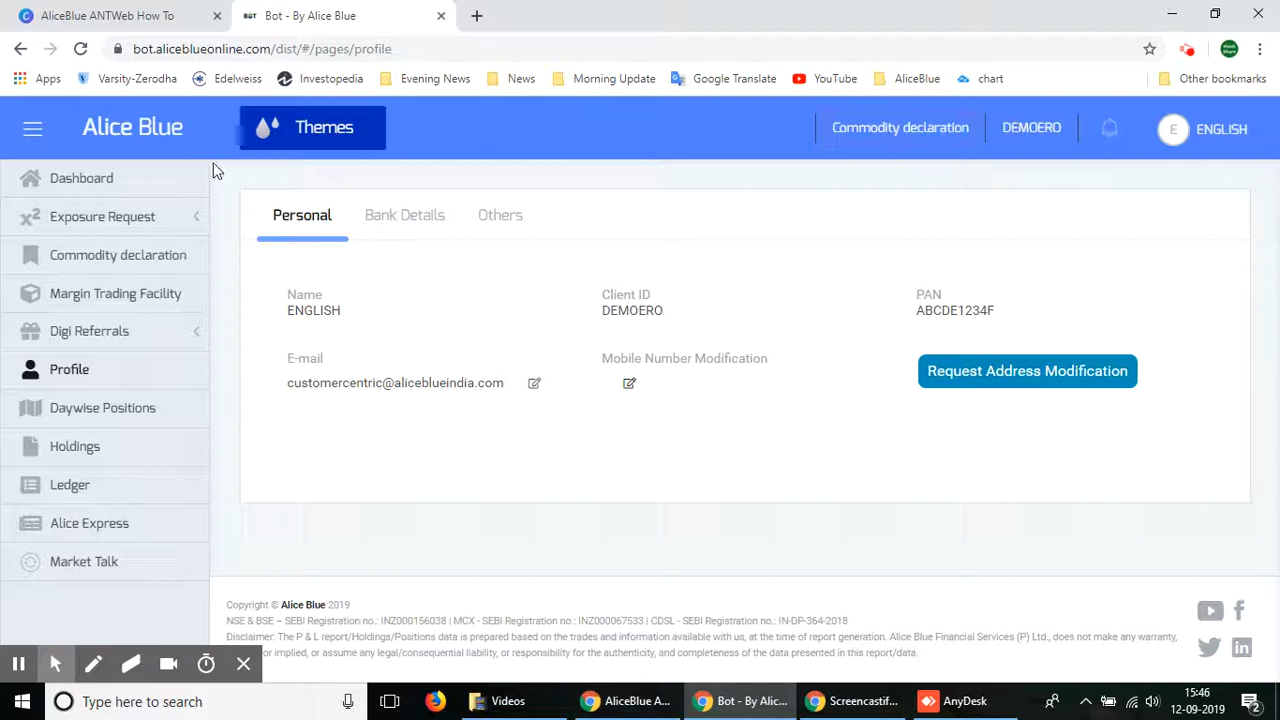 AliceBlue ANTWeb How To
BOT Bot - By Alice Blue
bot.aliceblueonline.com/dist/#/pages/profile
Apps Varsity-Zerodha Edelweiss Investopedia Evening News News Morning Update Google Translate YouTube AliceBlue chart Other bookmarks
Alice Blue Themes Commodity declaration DEMOERO E ENGLISH
Dashboard
Exposure Request
Commodity declaration
Margin Trading Facility
Digi Referrals
Profile
Daywise Positions
Holdings
Ledger
Alice Express
Market Talk
Personal Bank Details Others
Name
ENGLISH
Client ID
DEMOERO
PAN
ABCDE1234F
E-mail
customercentric@aliceblueindia.com
Mobile Number Modification
Request Address Modification
Copyright © Alice Blue 2019
NSE & BSE – SEBI Registration no.: INZ000156038 | MCX - SEBI Registration no.: INZ000067533 | CDSL - SEBI Registration no.: IN-DP-364-2018
Disclaimer: The P & L report/Holdings/Positions data is prepared based on the trades and information available with us, at the time of report generation. Alice Blue Financial Services (P) Ltd., does not make any warranty,
or implied, or assume any legal/consequential liability, or responsibility for the authenticity, and completeness of the data presented in this report/data.
Type here to search Videos AliceBlue A... Bot - By Alic... Screencastif... AnyDesk
15:46
12-09-2019
2